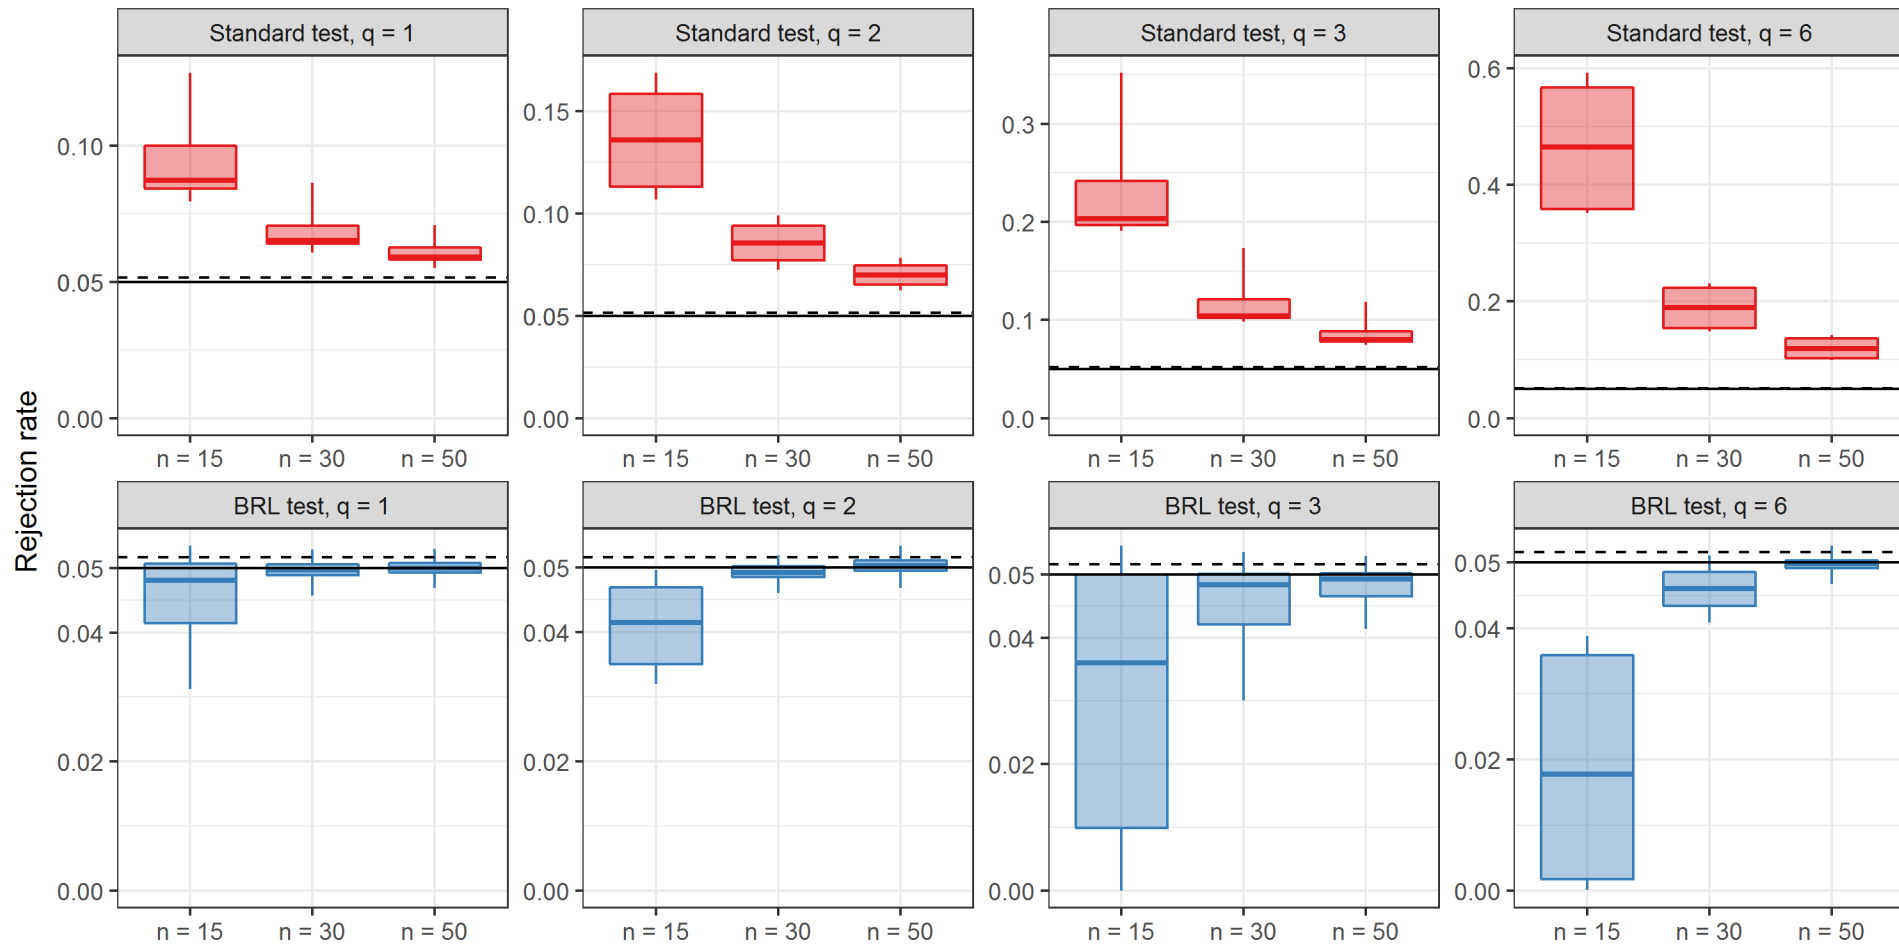 Rejection rate
Standard test, q = 1
0.10
0.05
0.00
n = 15 n = 30 n = 50
Standard test, q = 2
0.15
0.10
0.05
0.00
n = 15 n = 30 n = 50
Standard test, q = 3
0.3
0.2
0.1
0.0
n = 15 n = 30 n = 50
Standard test, q = 6
0.6
0.4
0.2
0.0
n = 15 n = 30 n = 50
BRL test, q = 1
0.05
0.04
0.02
0.00
n = 15 n = 30 n = 50
BRL test, q = 2
0.05
0.04
0.02
0.00
n = 15 n = 30 n = 50
BRL test, q = 3
0.05
0.04
0.02
0.00
n = 15 n = 30 n = 50
BRL test, q = 6
0.05
0.04
0.02
0.00
n = 15 n = 30 n = 50